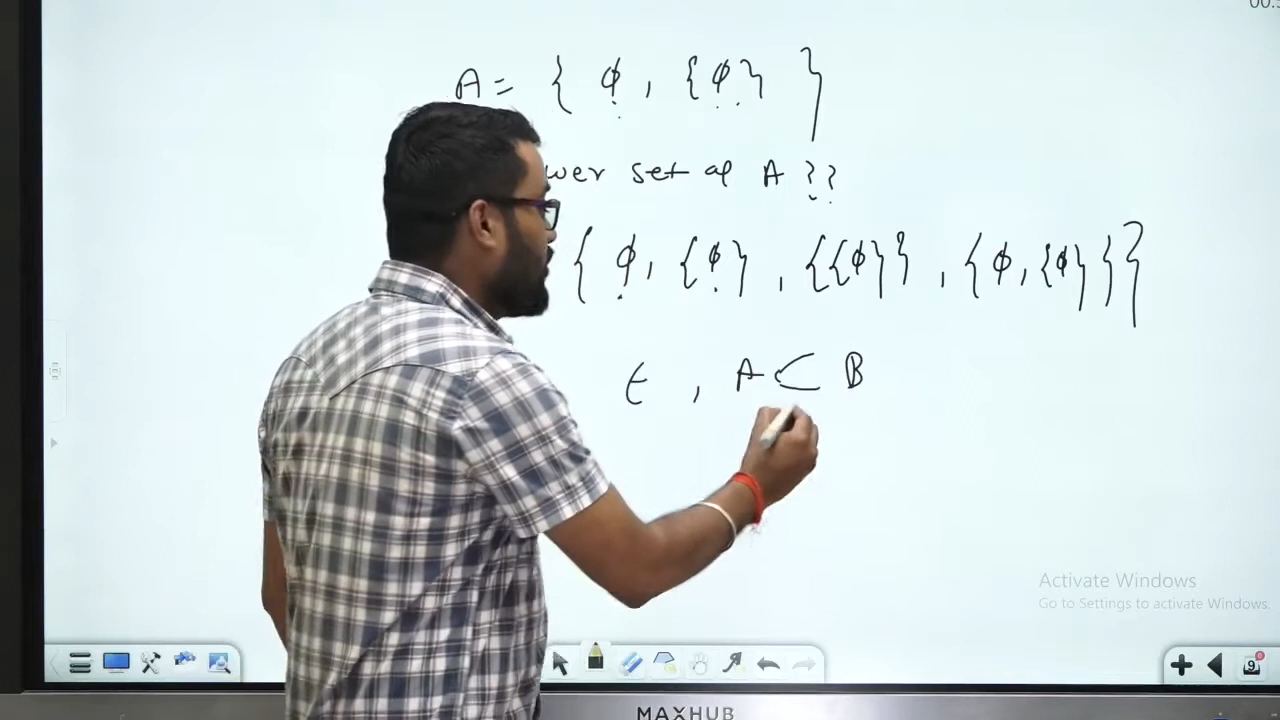 A = { φ, {φ} }
wer set of A ??
{ φ, {φ}, {{φ}}, {φ, {φ}} }
∈ , A ⊂ B
Activate Windows
Go to Settings to activate Windows.
MAXHUB